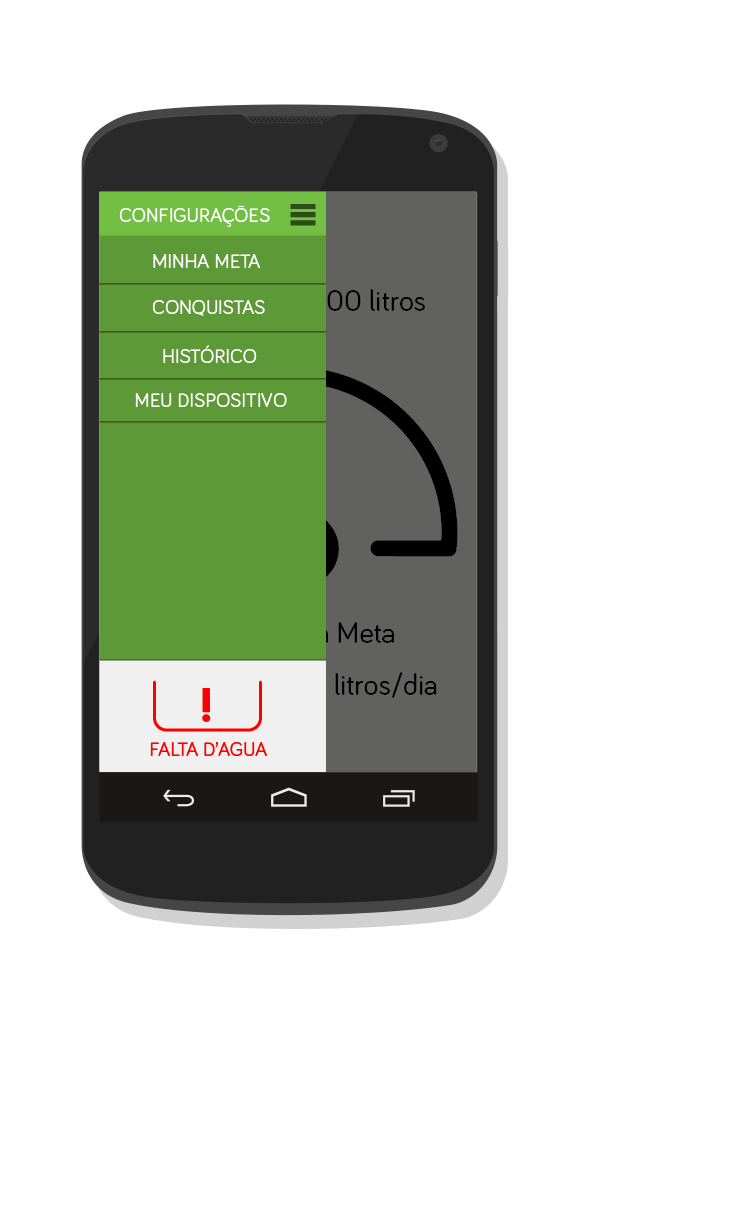 CONFIGURAÇÕES
MINHA META
CONQUISTAS
HISTÓRICO
MEU DISPOSITIVO
00 litros
Meta
litros/dia
FALTA D'AGUA